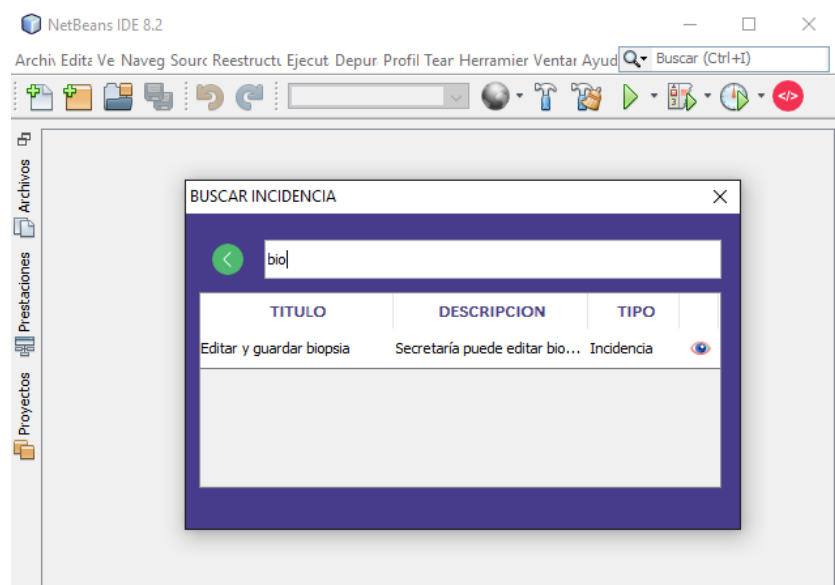 NetBeans IDE 8.2
Archiv Edita Ve Naveg Sourc Reestructu Ejecut Depur Profil Tear Herramier Ventar Ayud Buscar (Ctrl+I)
</>
Archivos
Prestaciones
Proyectos
BUSCAR INCIDENCIA
bio
TITULO DESCRIPCION TIPO
Editar y guardar biopsia Secretaría puede editar bio... Incidencia